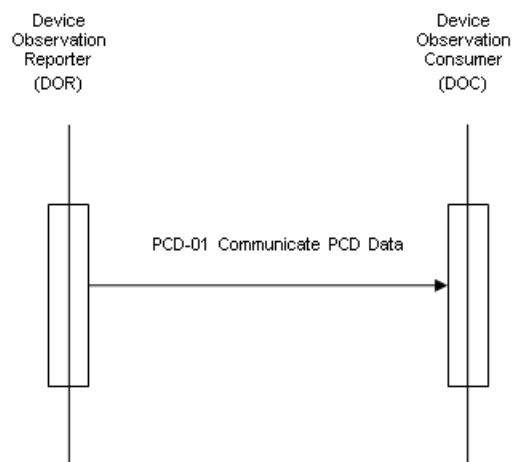 Device
Observation
Reporter
(DOR)
Device
Observation
Consumer
(DOC)
PCD-01 Communicate PCD Data